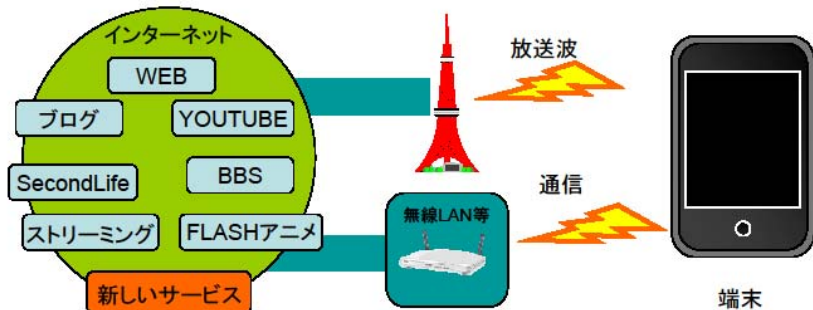 インターネット
WEB
ブログ
YOUTUBE
SecondLife
BBS
ストリーミング
FLASHアニメ
新しいサービス
放送波
無線LAN等
通信
端末